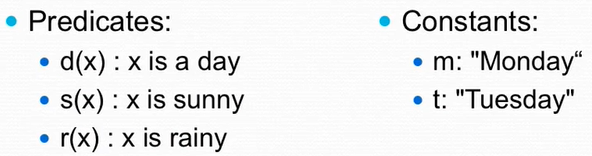 Predicates:
d(x) : x is a day
s(x) : x is sunny
r(x) : x is rainy
Constants:
m: "Monday“
t: "Tuesday"